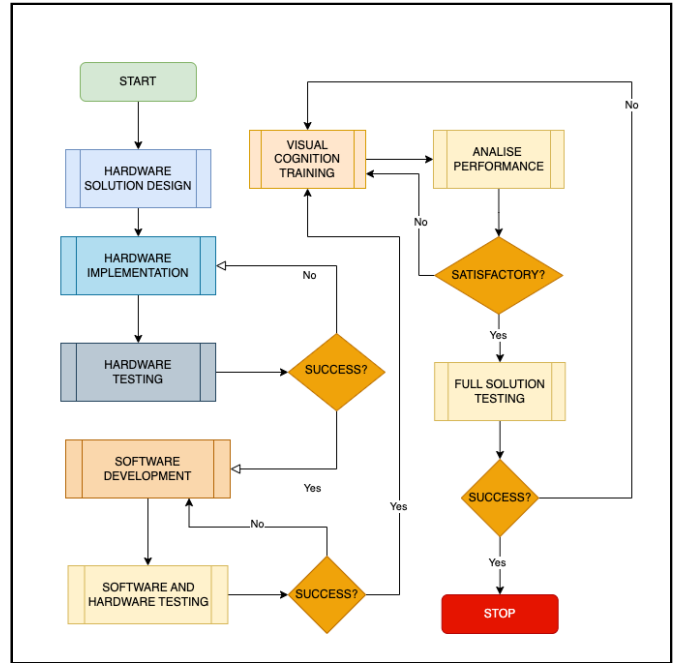 START
HARDWARE
SOLUTION DESIGN
HARDWARE
IMPLEMENTATION
No
HARDWARE
TESTING
SUCCESS?
Yes
SOFTWARE
DEVELOPMENT
No
SOFTWARE AND
HARDWARE TESTING
SUCCESS?
Yes
VISUAL
COGNITION
TRAINING
ANALISE
PERFORMANCE
No
SATISFACTORY?
Yes
FULL SOLUTION
TESTING
SUCCESS?
No
Yes
STOP